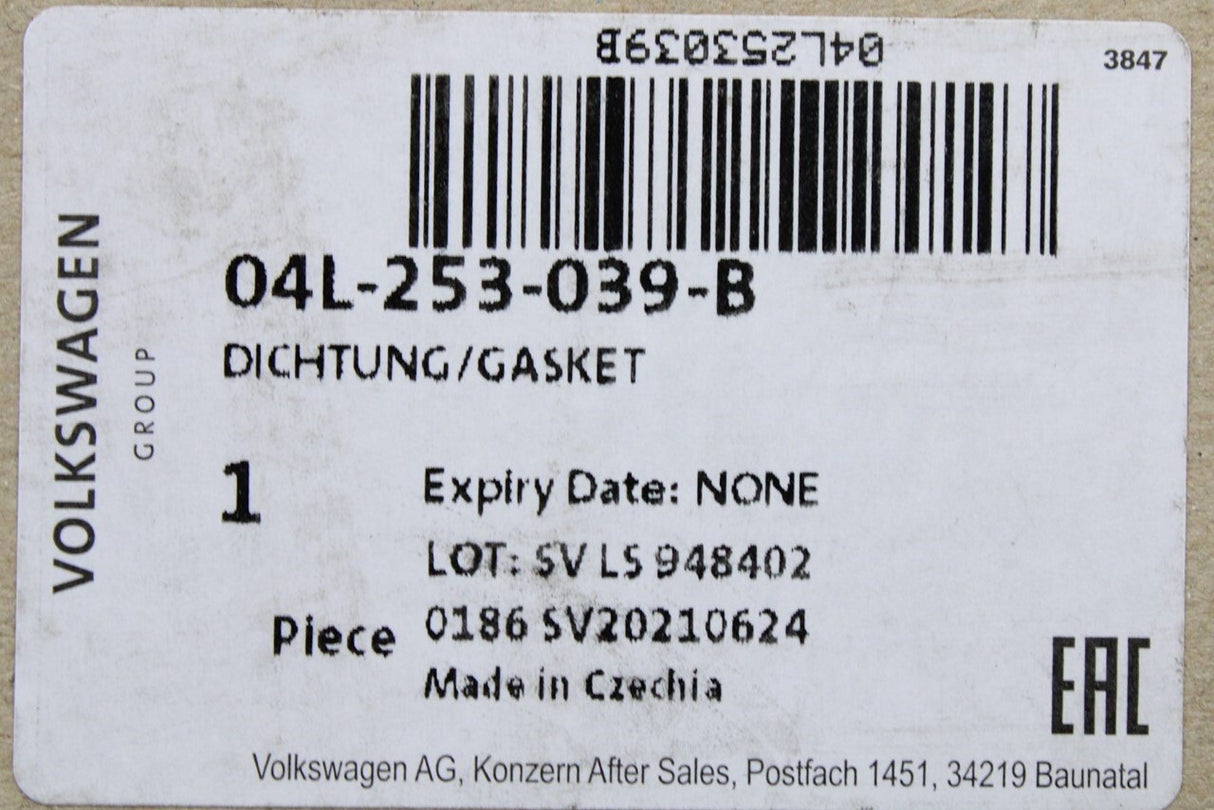 04L253039B
3847
04L-253-039-B
DICHTUNG/GASKET
VOLKSWAGEN
GROUP
1
Piece
Expiry Date: NONE
LOT: SV LS 948402
0186 SV20210624
Made in Czechia
EAC
Volkswagen AG, Konzern After Sales, Postfach 1451, 34219 Baunatal